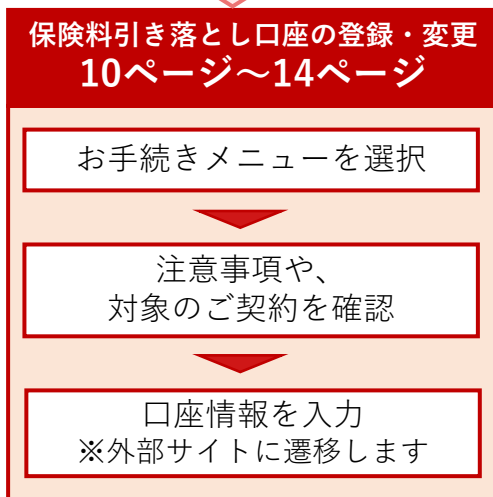 保険料引き落とし口座の登録・変更
10ページ～14ページ
お手続きメニューを選択
注意事項や、
対象のご契約を確認
口座情報を入力
※外部サイトに遷移します